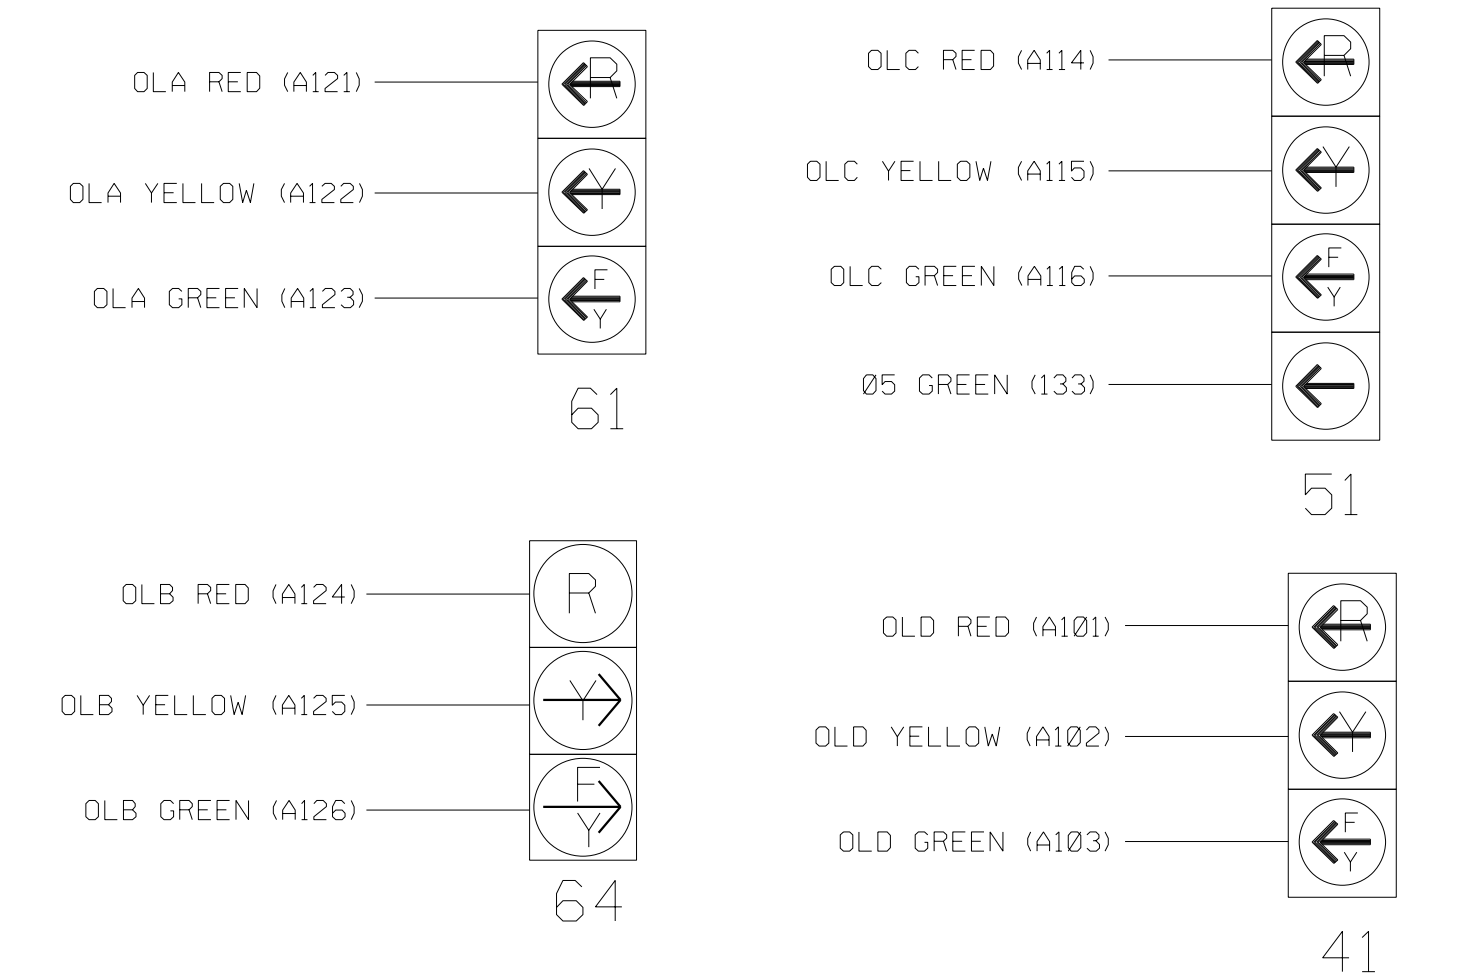 OLA RED (A121)
R
OLA YELLOW (A122)
Y
OLA GREEN (A123)
F
Y
61
OLC RED (A114)
R
OLC YELLOW (A115)
Y
OLC GREEN (A116)
F
Y
Ø5 GREEN (133)
51
OLB RED (A124)
R
OLB YELLOW (A125)
Y
OLB GREEN (A126)
F
Y
64
OLD RED (A1Ø1)
R
OLD YELLOW (A1Ø2)
Y
OLD GREEN (A1Ø3)
F
Y
41